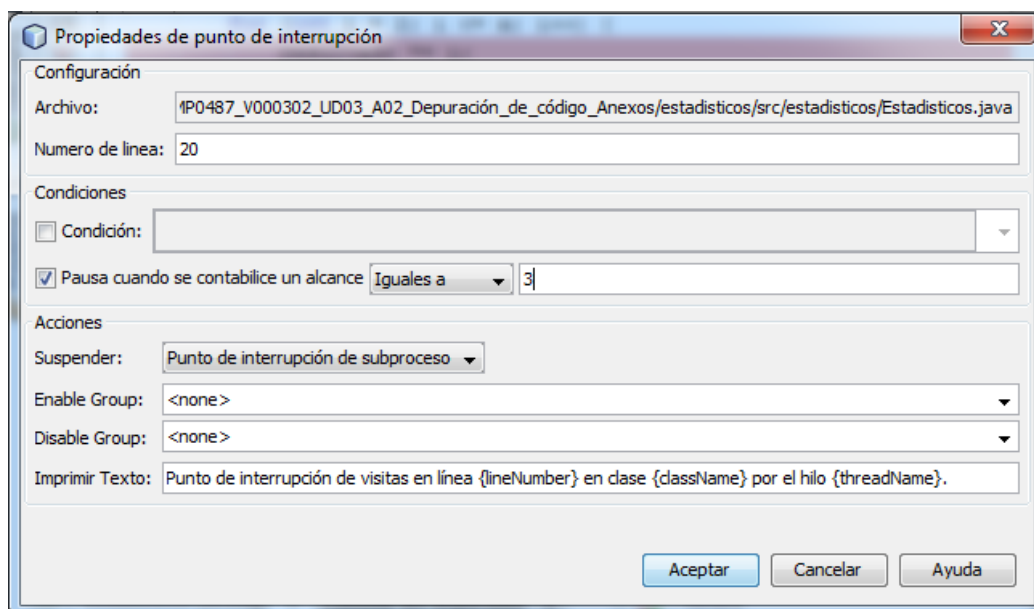 Propiedades de punto de interrupción
Configuración
Archivo: MP0487_V000302_UD03_A02_Depuración_de_código_Anexos/estadisticos/src/estadisticos/Estadisticos.java
Numero de linea: 20
Condiciones
Condición:
Pausa cuando se contabilice un alcance Iguales a 3
Acciones
Suspender: Punto de interrupción de subproceso
Enable Group: <none>
Disable Group: <none>
Imprimir Texto: Punto de interrupción de visitas en línea {lineNumber} en clase {className} por el hilo {threadName}.
Aceptar Cancelar Ayuda